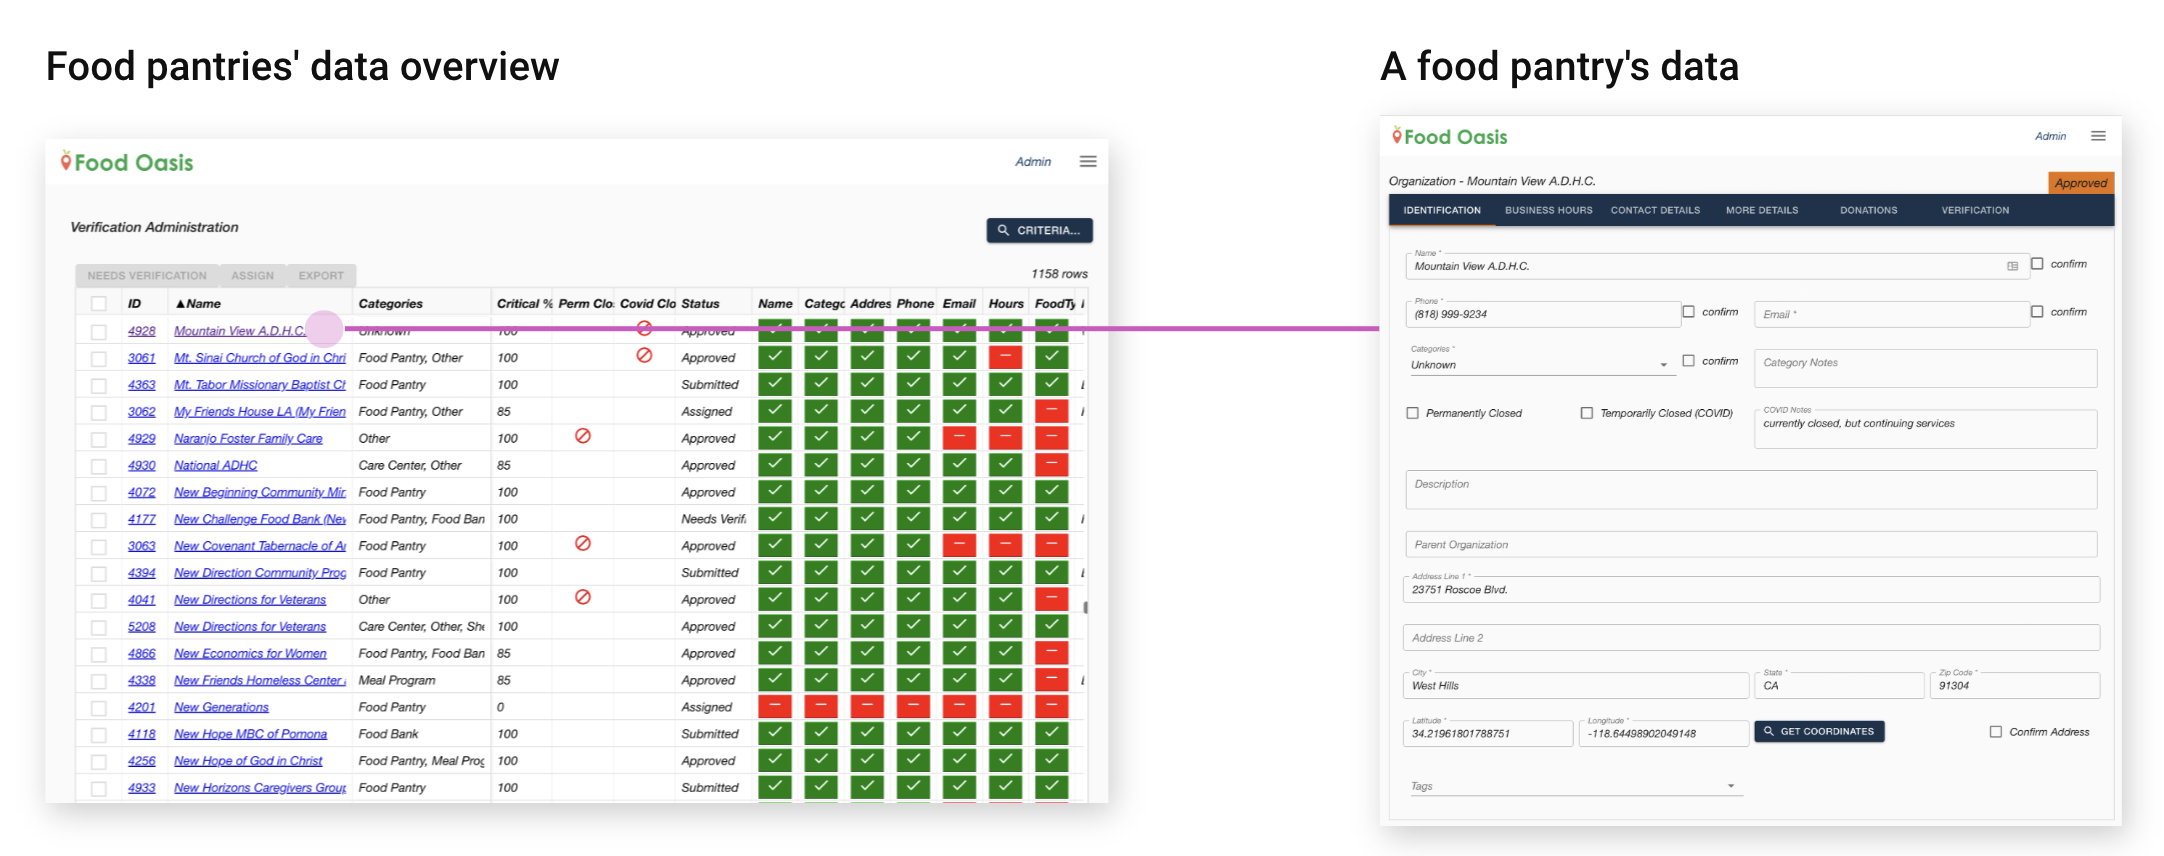 Food pantries' data overview
Food Oasis
Admin
Verification Administration
CRITERIA...
NEEDS VERIFICATION ASSIGN EXPORT
1158 rows
ID ▲Name Categories Critical % Perm Clo Covid Clo Status Name Catego Addres Phone Email Hours FoodTy
4928 Mountain View A.D.H.C. Unknown 100 Approved
3061 Mt. Sinai Church of God in Chri Food Pantry, Other 100 Approved
4363 Mt. Tabor Missionary Baptist Ch Food Pantry 100 Submitted
3062 My Friends House LA (My Frien Food Pantry, Other 85 Assigned
4929 Naranjo Foster Family Care Other 100 Approved
4930 National ADHC Care Center, Other 85 Approved
4072 New Beginning Community Min Food Pantry 100 Approved
4177 New Challenge Food Bank (New Food Pantry, Food Ban 100 Needs Verifi
3063 New Covenant Tabernacle of Ar Food Pantry 100 Approved
4394 New Direction Community Prog Food Pantry 100 Submitted
4041 New Directions for Veterans Other 100 Approved
5208 New Directions for Veterans Care Center, Other, She 100 Approved
4866 New Economics for Women Food Pantry, Food Ban 85 Approved
4338 New Friends Homeless Center Meal Program 85 Approved
4201 New Generations Food Pantry 0 Assigned
4118 New Hope MBC of Pomona Food Bank 100 Submitted
4256 New Hope of God in Christ Food Pantry, Meal Prog 100 Approved
4933 New Horizons Caregivers Group Food Pantry 100 Submitted
A food pantry's data
Food Oasis
Admin
Organization - Mountain View A.D.H.C.
Approved
IDENTIFICATION BUSINESS HOURS CONTACT DETAILS MORE DETAILS DONATIONS VERIFICATION
Name *
Mountain View A.D.H.C. confirm
Phone *
(818) 999-9234 confirm Email * confirm
Categories *
Unknown confirm Category Notes
Permanently Closed Temporarily Closed (COVID)
COVID Notes
currently closed, but continuing services
Description
Parent Organization
Address Line 1 *
23751 Roscoe Blvd.
Address Line 2
City * State * Zip Code *
West Hills CA 91304
Latitude * Longitude *
34.21961801788751 -118.64498902049148 GET COORDINATES Confirm Address
Tags